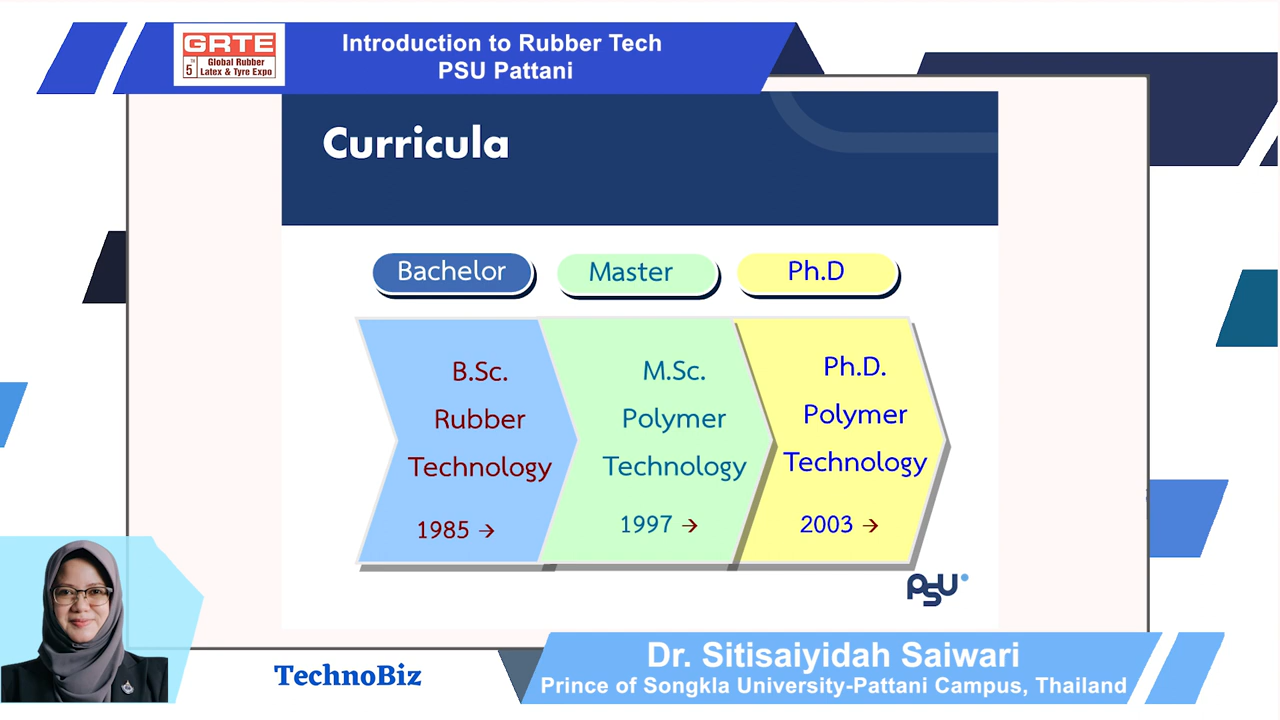 GRTE
5th
Global Rubber
Latex & Tyre Expo
Introduction to Rubber Tech
PSU Pattani
Curricula
Bachelor
Master
Ph.D
B.Sc.
Rubber
Technology
1985 →
M.Sc.
Polymer
Technology
1997 →
Ph.D.
Polymer
Technology
2003 →
PSU
TechnoBiz
Dr. Sitisaiyidah Saiwari
Prince of Songkla University-Pattani Campus, Thailand